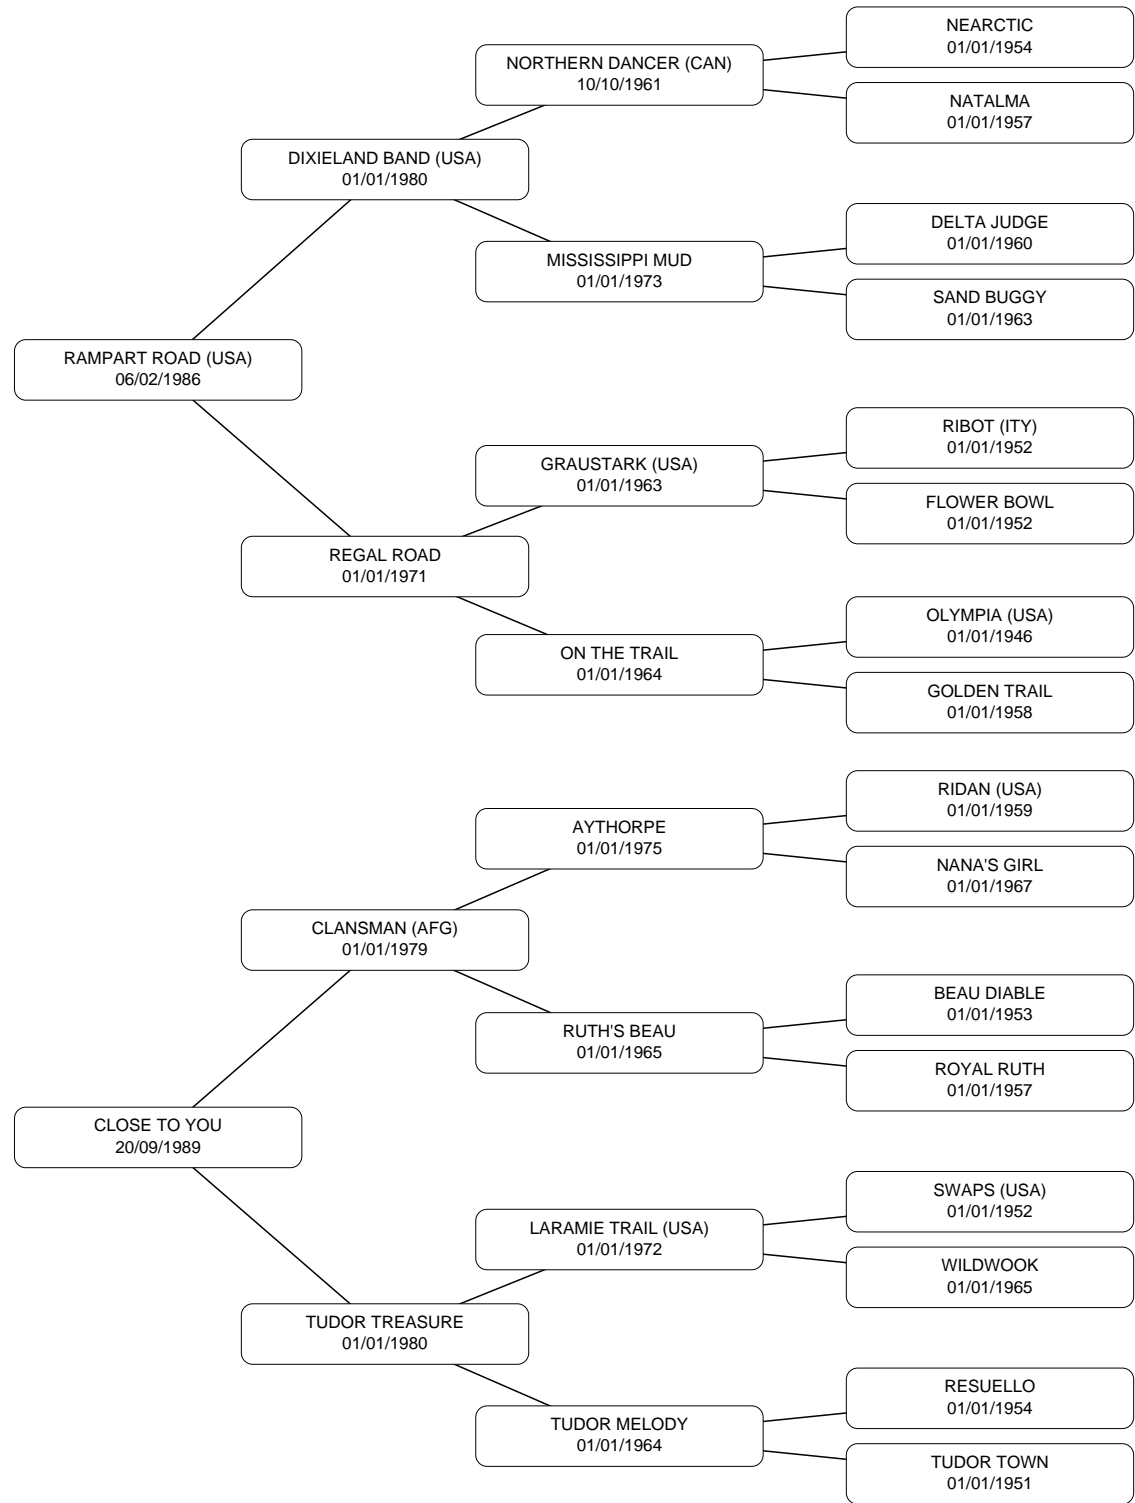 NEARCTIC
01/01/1954
NORTHERN DANCER (CAN)
10/10/1961
NATALMA
01/01/1957
DIXIELAND BAND (USA)
01/01/1980
DELTA JUDGE
01/01/1960
MISSISSIPPI MUD
01/01/1973
SAND BUGGY
01/01/1963
RAMPART ROAD (USA)
06/02/1986
RIBOT (ITY)
01/01/1952
GRAUSTARK (USA)
01/01/1963
FLOWER BOWL
01/01/1952
REGAL ROAD
01/01/1971
OLYMPIA (USA)
01/01/1946
ON THE TRAIL
01/01/1964
GOLDEN TRAIL
01/01/1958
RIDAN (USA)
01/01/1959
AYTHORPE
01/01/1975
NANA'S GIRL
01/01/1967
CLANSMAN (AFG)
01/01/1979
BEAU DIABLE
01/01/1953
RUTH'S BEAU
01/01/1965
ROYAL RUTH
01/01/1957
CLOSE TO YOU
20/09/1989
SWAPS (USA)
01/01/1952
LARAMIE TRAIL (USA)
01/01/1972
WILDWOOK
01/01/1965
TUDOR TREASURE
01/01/1980
RESUELLO
01/01/1954
TUDOR MELODY
01/01/1964
TUDOR TOWN
01/01/1951